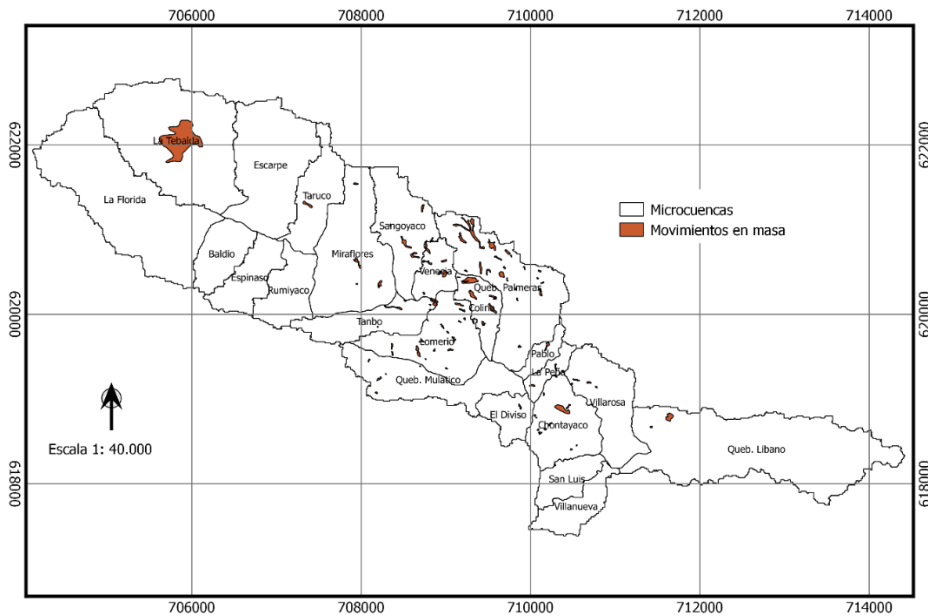 706000 708000 710000 712000 714000
622000 622000
La Tebaida
Escarpe
La Florida
Taruco
Microcuencas
Movimientos en masa
Sangoyaco
Baldio
Miraflores
Venecia
Espinaso
Rumiyaco
Queb. Palmeras
Colina
620000 620000
Tanbo
Lomerio
Pablo
La Peña
Queb. Mulatico
Villarosa
El Diviso
Chontayaco
Escala 1: 40.000
Queb. Libano
San Luis
618000 618000
Villanueva
706000 708000 710000 712000 714000